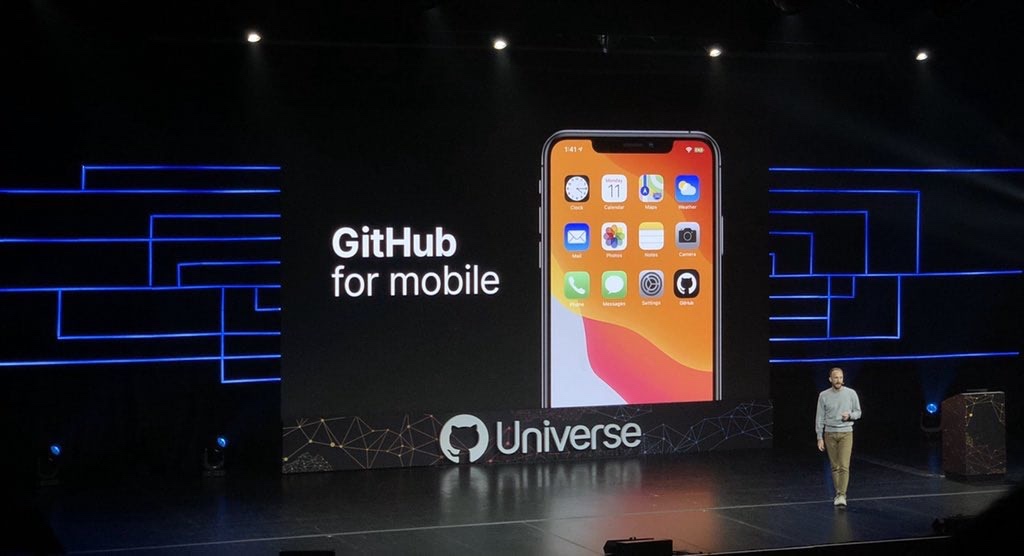 GitHub
for mobile
1:41
Monday
11
Clock Calendar Maps Weather
Mail Photos Notes Camera
Phone Messages Settings GitHub
Universe